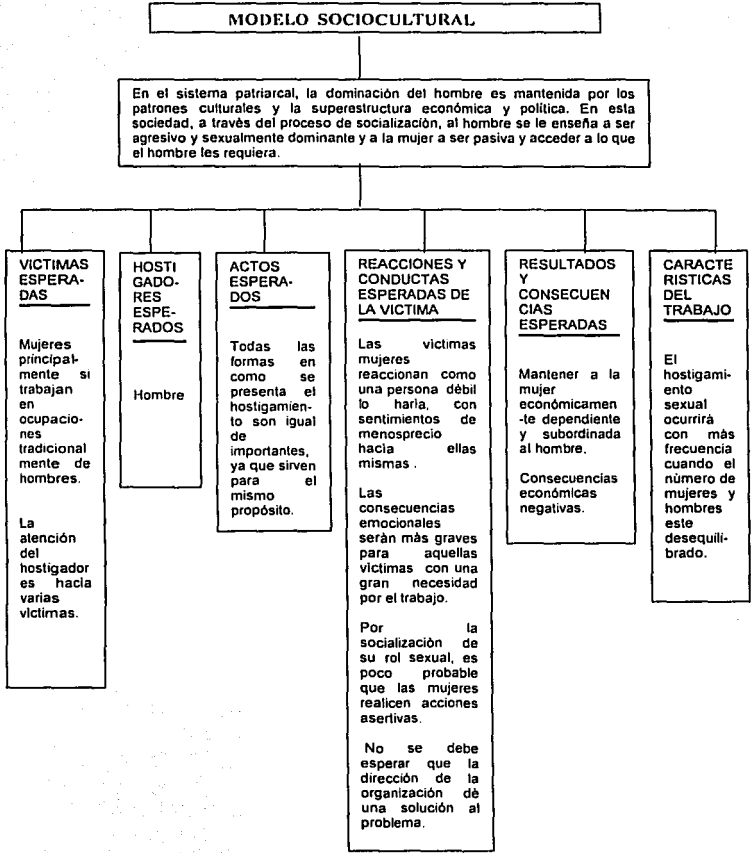 MODELO SOCIOCULTURAL
En el sistema patriarcal, la dominación del hombre es mantenida por los
patrones culturales y la superestructura económica y política. En esta
sociedad, a través del proceso de socialización, al hombre se le enseña a ser
agresivo y sexualmente dominante y a la mujer a ser pasiva y acceder a lo que
el hombre les requiera.
VICTIMAS
ESPERA-
DAS
Mujeres
principal-
mente si
trabajan
en
ocupacio-
nes
tradicional
mente de
hombres.
La
atención
del
hostigador
es hacia
varias
victimas.
HOSTI
GADO-
RES
ESPE-
RADOS
Hombre
ACTOS
ESPERA-
DOS
Todas las
formas en
como se
presenta el
hostigamien-
to son igual
de
importantes,
ya que sirven
para el
mismo
propósito.
REACCIONES Y
CONDUCTAS
ESPERADAS DE
LA VICTIMA
Las victimas
mujeres
reaccionan como
una persona débil
lo haría, con
sentimientos de
menosprecio
hacia ellas
mismas .
Las
consecuencias
emocionales
serán más graves
para aquellas
victimas con una
gran necesidad
por el trabajo.
Por la
socialización de
su rol sexual, es
poco probable
que las mujeres
realicen acciones
asertivas.
No se debe
esperar que la
dirección de la
organización dé
una solución al
problema.
RESULTADOS
Y
CONSECUEN
CIAS
ESPERADAS
Mantener a la
mujer
económicamen
-te dependiente
y subordinada
al hombre.
Consecuencias
económicas
negativas.
CARACTE
RISTICAS
DEL
TRABAJO
El
hostigami-
ento
sexual
ocurrirá
con más
frecuencia
cuando el
número de
mujeres y
hombres
este
desequili-
brado.